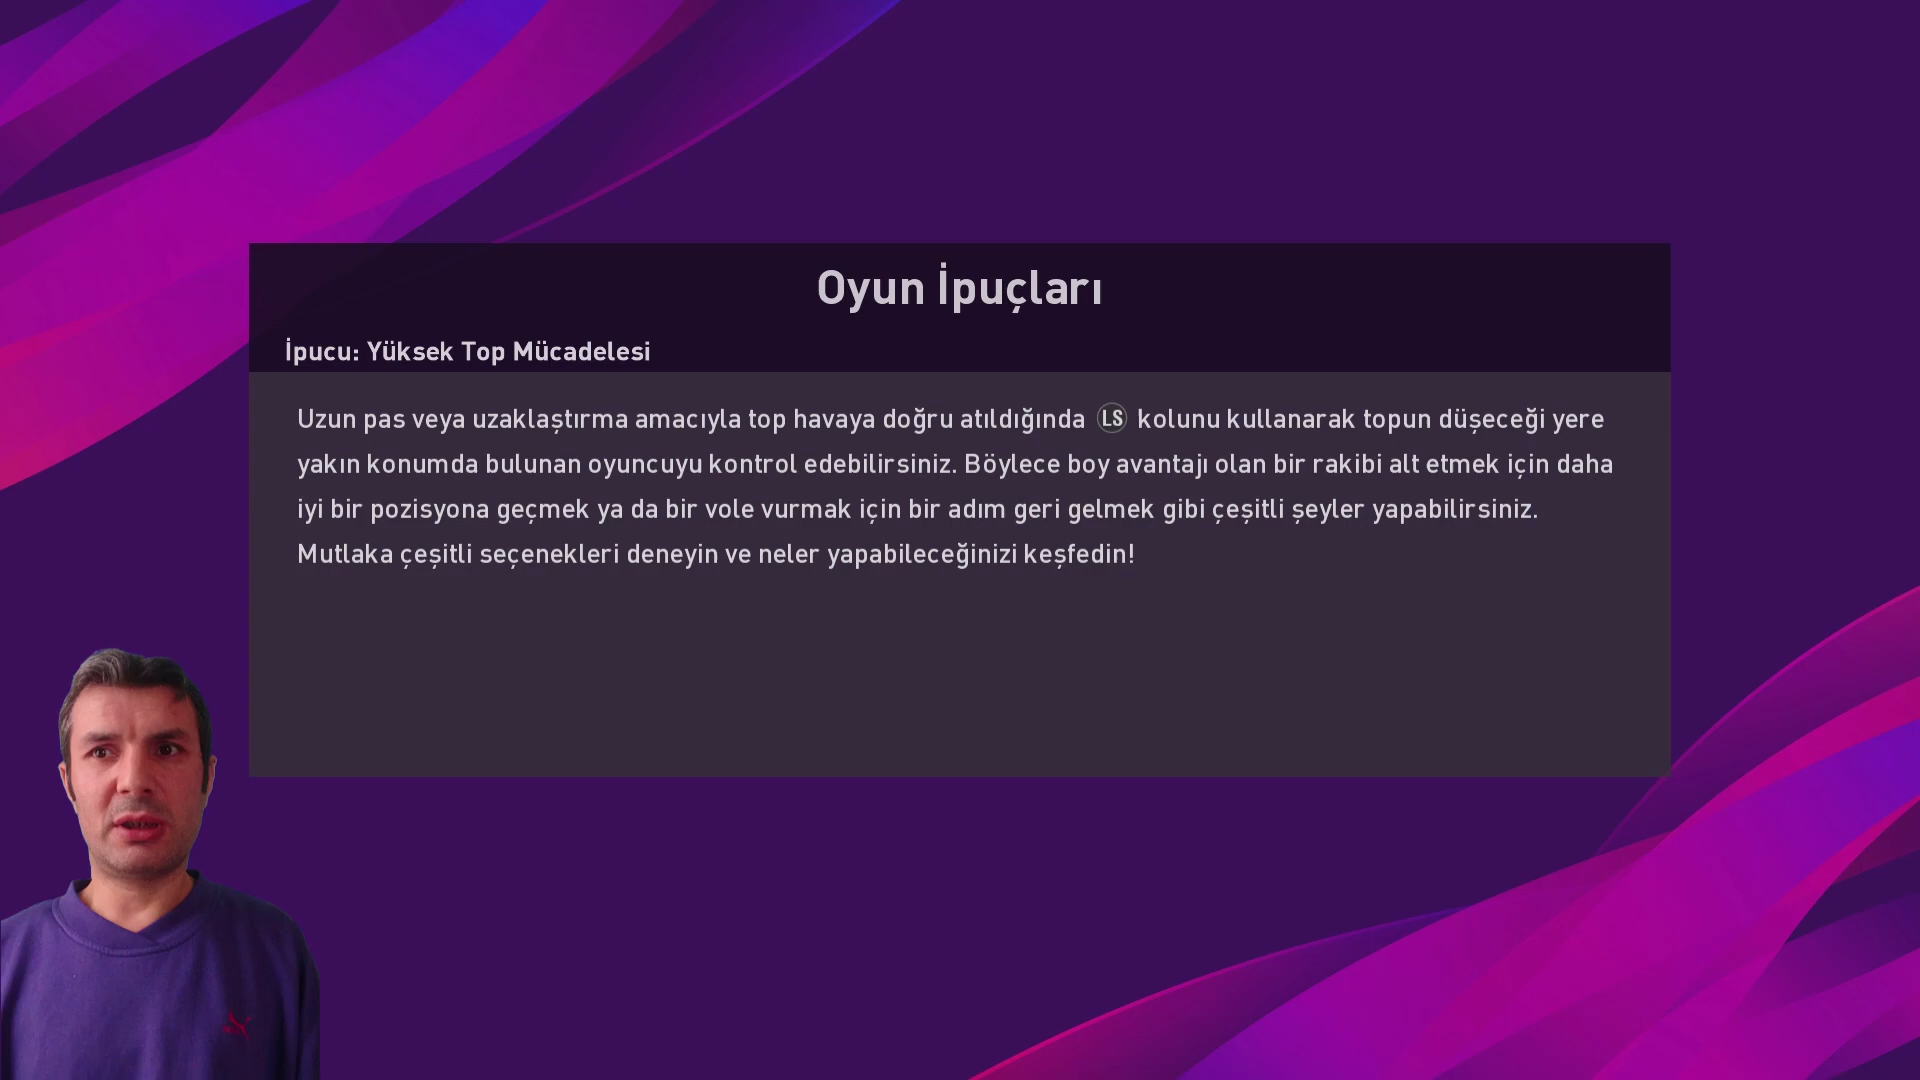 Oyun İpuçları
İpucu: Yüksek Top Mücadelesi
Uzun pas veya uzaklaştırma amacıyla top havaya doğru atıldığında LS kolunu kullanarak topun düşeceği yere
yakın konumda bulunan oyuncuyu kontrol edebilirsiniz. Böylece boy avantajı olan bir rakibi alt etmek için daha
iyi bir pozisyona geçmek ya da bir vole vurmak için bir adım geri gelmek gibi çeşitli şeyler yapabilirsiniz.
Mutlaka çeşitli seçenekleri deneyin ve neler yapabileceğinizi keşfedin!